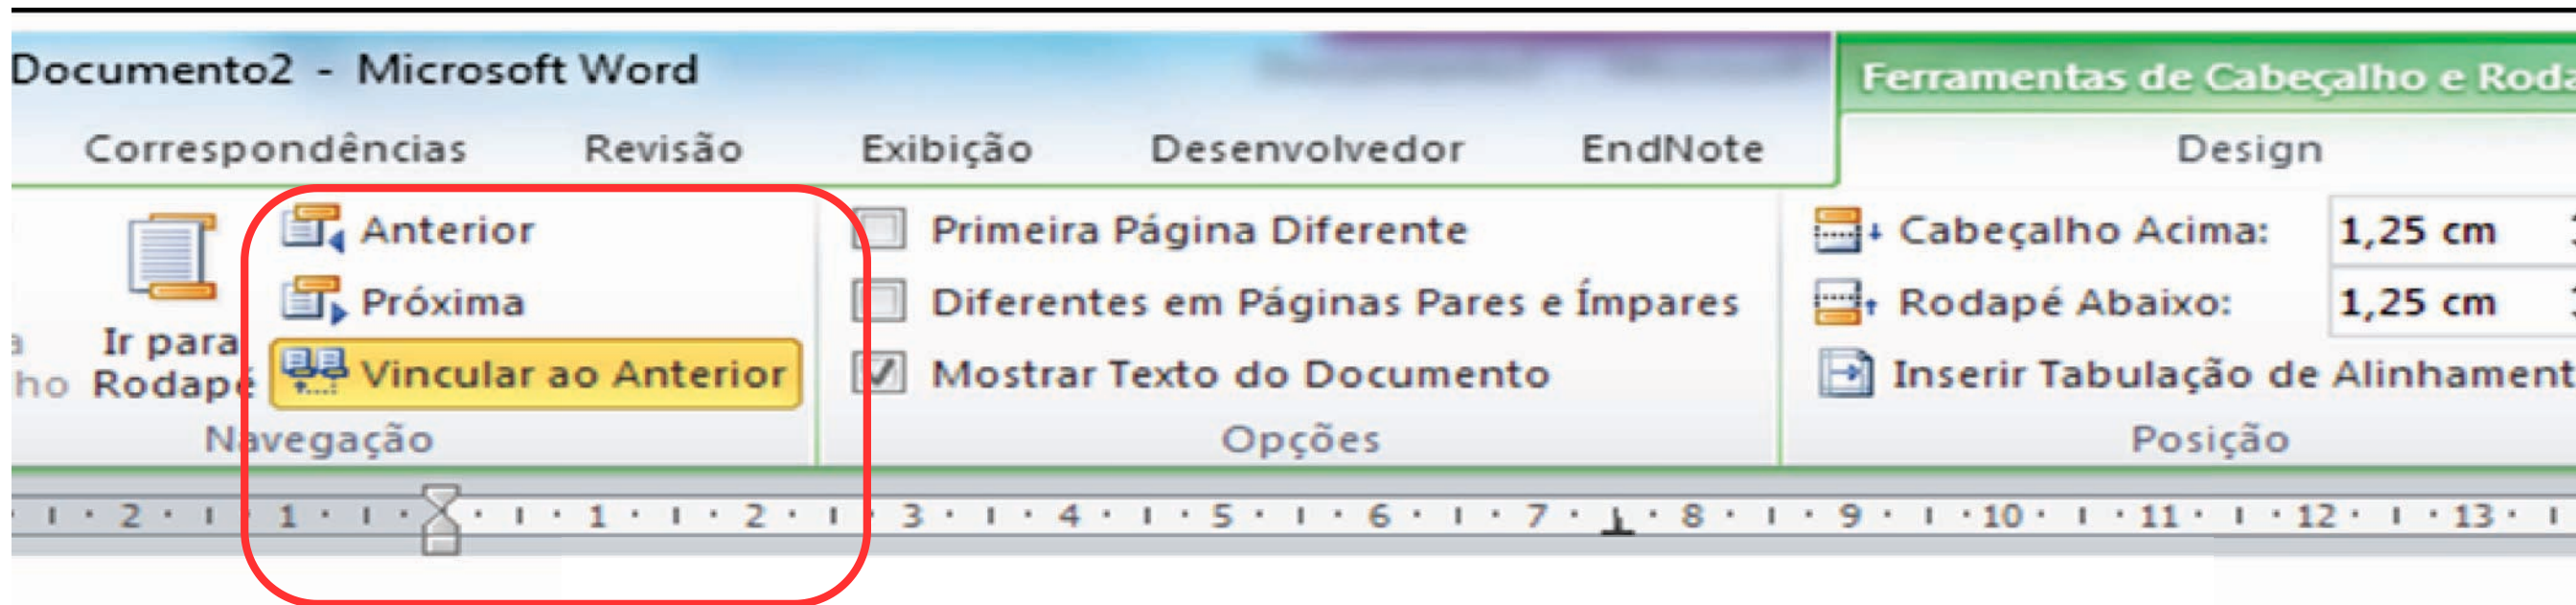 Documento2 - Microsoft Word
Ferramentas de Cabeçalho e Roda
Correspondências Revisão Exibição Desenvolvedor EndNote Design
Anterior Primeira Página Diferente Cabeçalho Acima: 1,25 cm
Próxima Diferentes em Páginas Pares e Ímpares Rodapé Abaixo: 1,25 cm
Ir para
ho Rodapé Vincular ao Anterior Mostrar Texto do Documento Inserir Tabulação de Alinhament
Navegação Opções Posição
2 1 1 2 3 4 5 6 7 8 9 10 11 12 13